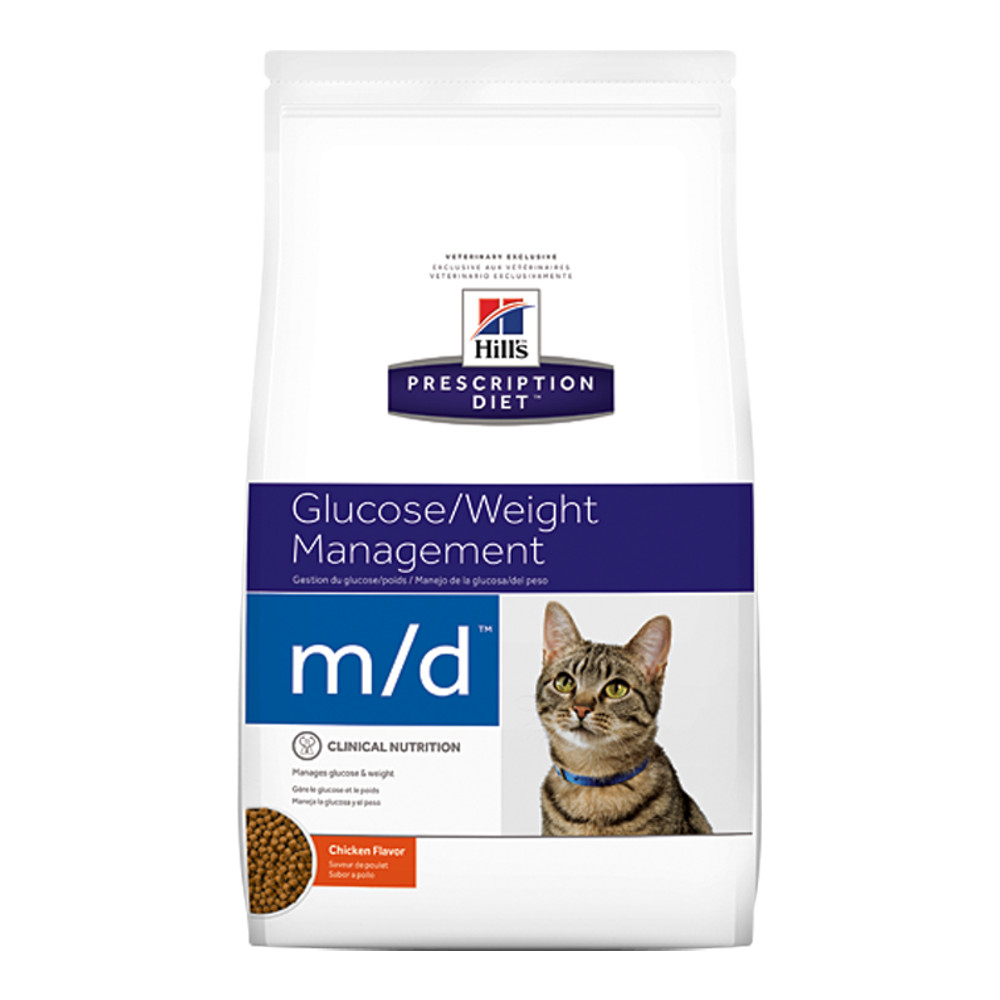 VETERINARY EXCLUSIVE
EXCLUSIVE AUX VÉTÉRINAIRES
VETERINARIO EXCLUSIVAMENTE
Hill's™
PRESCRIPTION
DIET™
Glucose/Weight
Management
Gestion du glucose/poids / Manejo de la glucosa/del peso
m/d™
CLINICAL NUTRITION
Manages glucose & weight
Gère le glucose et le poids
Maneja la glucosa y el peso
Chicken Flavor
Saveur de poulet
Sabor a pollo